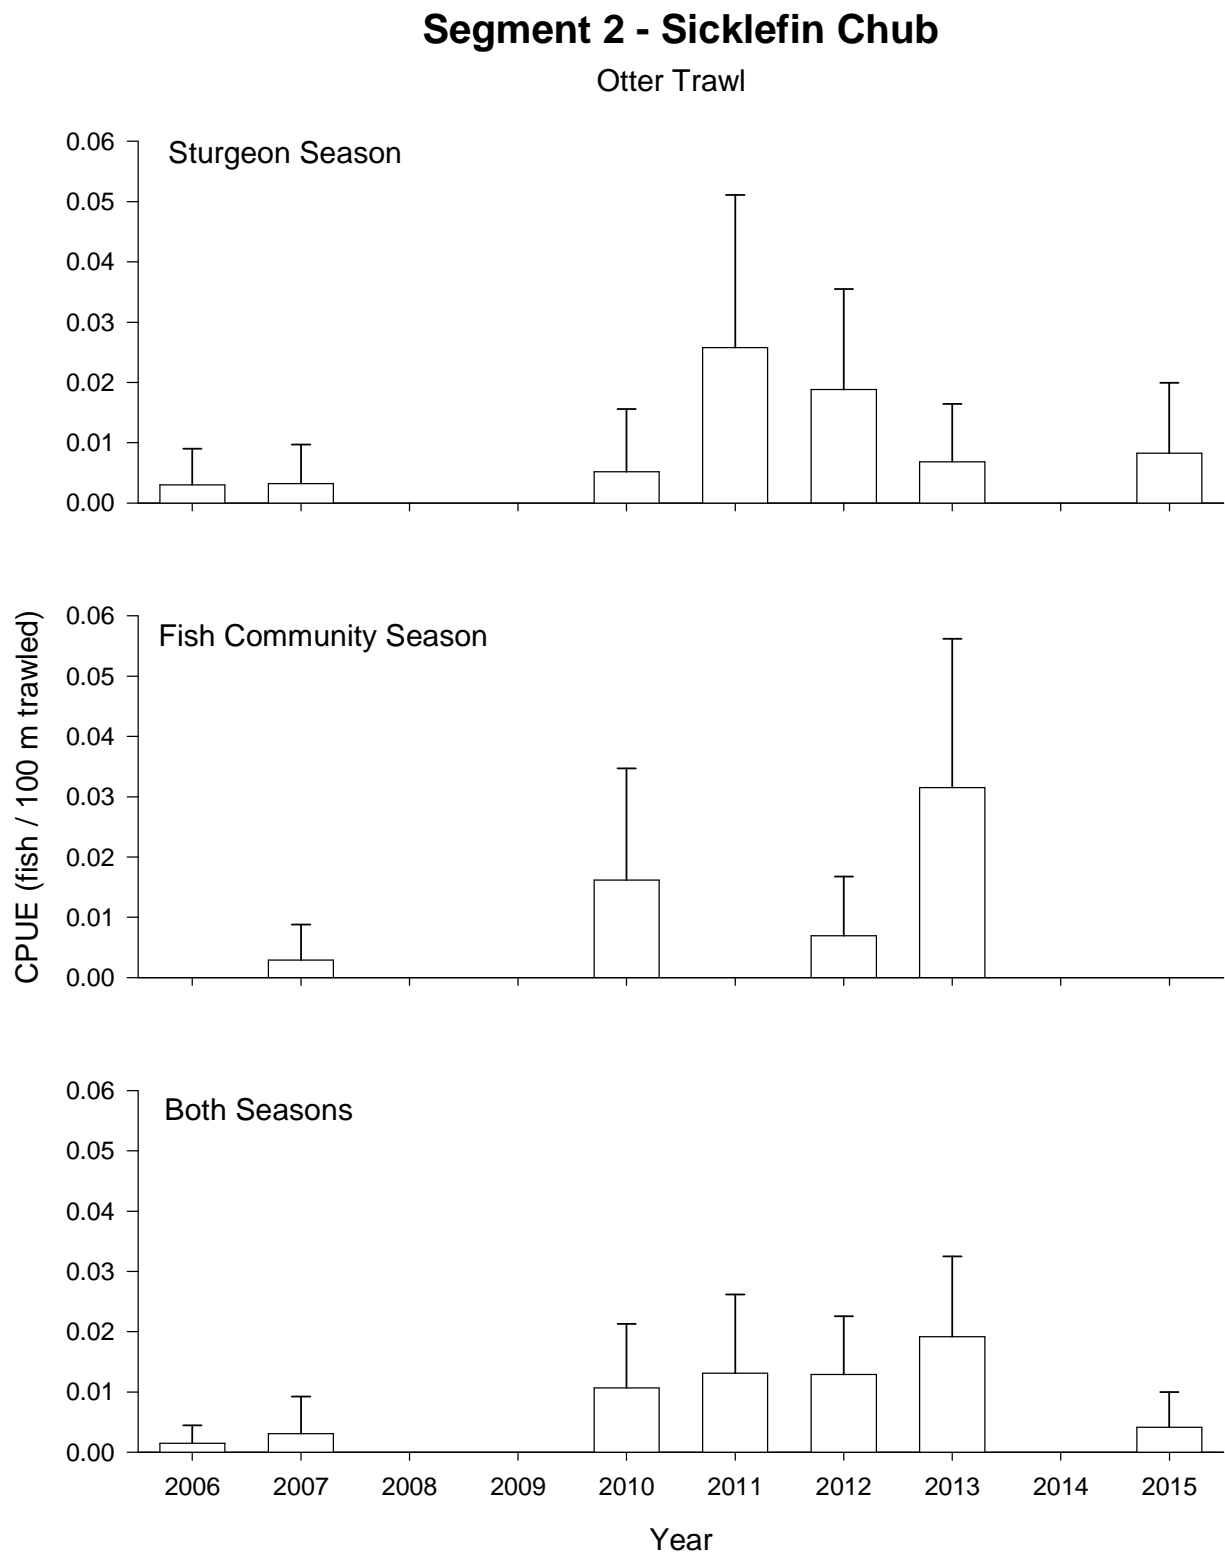 Segment 2 - Sicklefin Chub
Otter Trawl
Sturgeon Season
0.06
0.05
0.04
0.03
0.02
0.01
0.00
CPUE (fish / 100 m trawled)
Fish Community Season
0.06
0.05
0.04
0.03
0.02
0.01
0.00
Both Seasons
0.06
0.05
0.04
0.03
0.02
0.01
0.00
2006 2007 2008 2009 2010 2011 2012 2013 2014 2015
Year